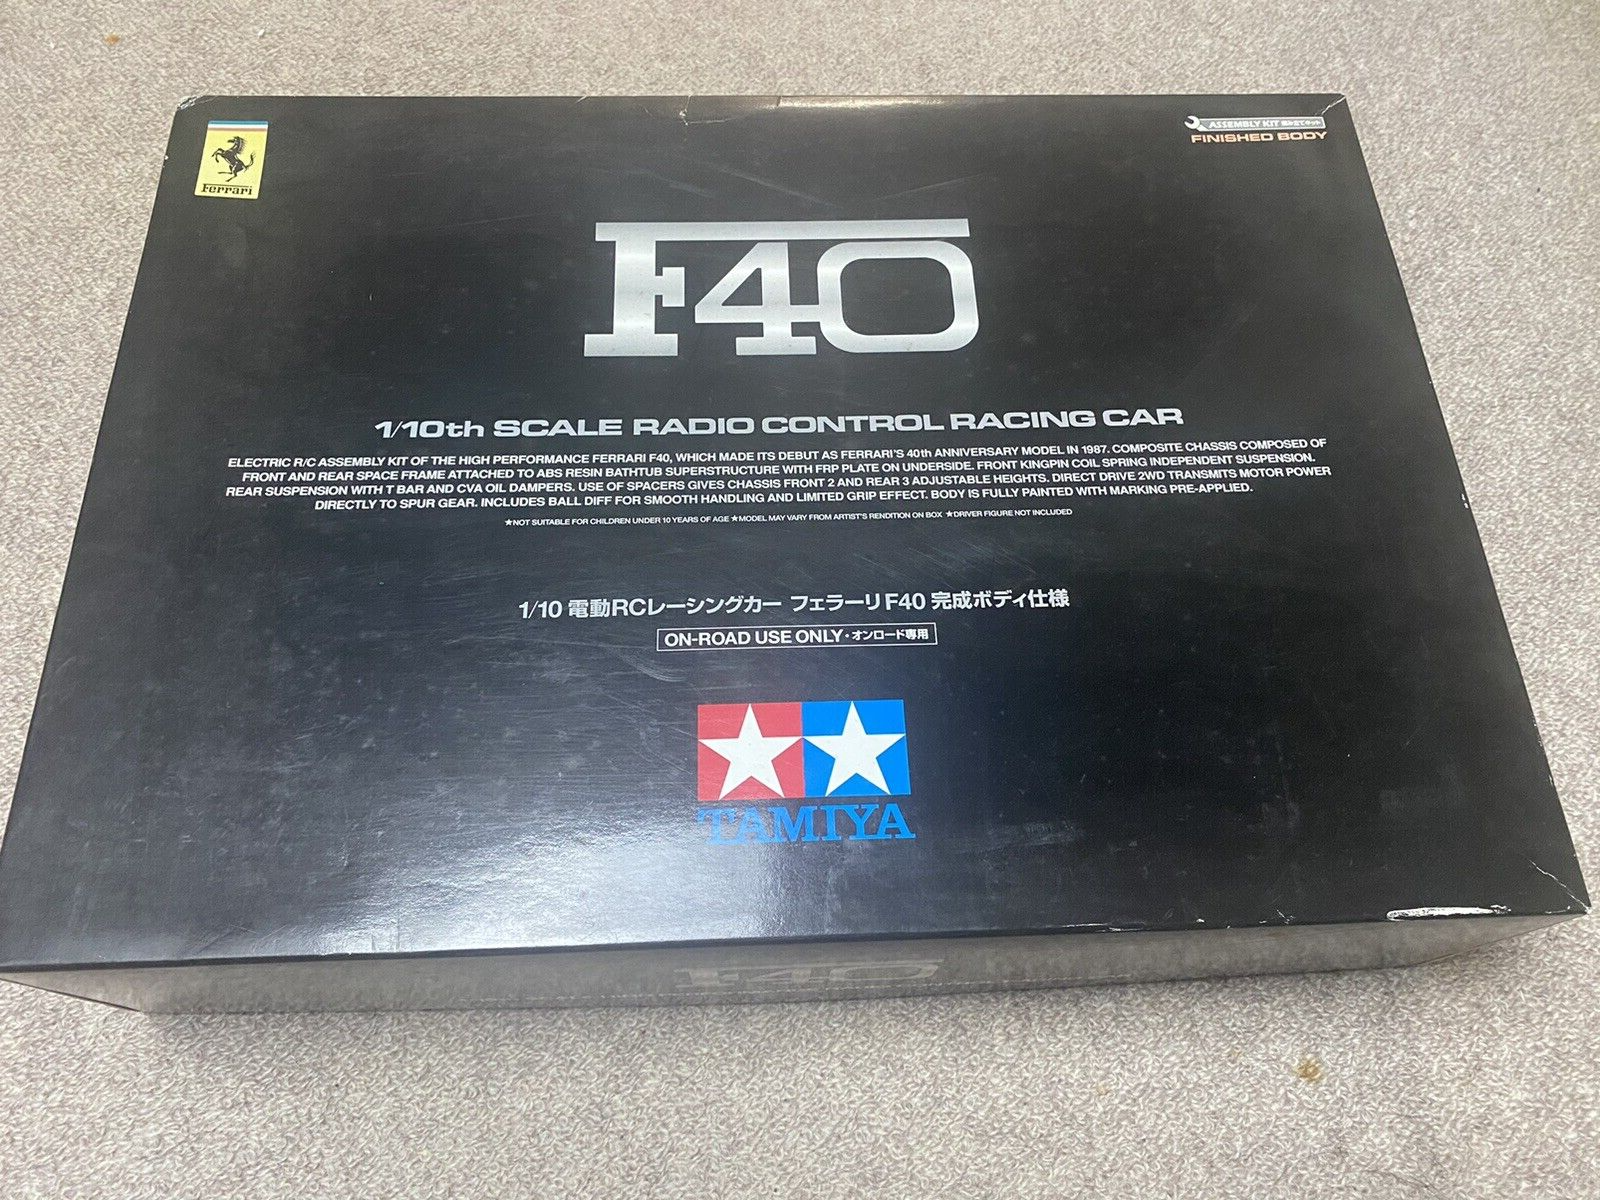 Ferrari
ASSEMBLY KIT 組み立てキット
FINISHED BODY
F40
1/10th SCALE RADIO CONTROL RACING CAR
ELECTRIC R/C ASSEMBLY KIT OF THE HIGH PERFORMANCE FERRARI F40, WHICH MADE ITS DEBUT AS FERRARI'S 40th ANNIVERSARY MODEL IN 1987. COMPOSITE CHASSIS COMPOSED OF
FRONT AND REAR SPACE FRAME ATTACHED TO ABS RESIN BATHTUB SUPERSTRUCTURE WITH FRP PLATE ON UNDERSIDE. FRONT KINGPIN COIL SPRING INDEPENDENT SUSPENSION.
REAR SUSPENSION WITH T BAR AND CVA OIL DAMPERS. USE OF SPACERS GIVES CHASSIS FRONT 2 AND REAR 3 ADJUSTABLE HEIGHTS. DIRECT DRIVE 2WD TRANSMITS MOTOR POWER
DIRECTLY TO SPUR GEAR. INCLUDES BALL DIFF FOR SMOOTH HANDLING AND LIMITED GRIP EFFECT. BODY IS FULLY PAINTED WITH MARKING PRE-APPLIED.
★NOT SUITABLE FOR CHILDREN UNDER 10 YEARS OF AGE ★MODEL MAY VARY FROM ARTIST'S RENDITION ON BOX ★DRIVER FIGURE NOT INCLUDED
1/10 電動RCレーシングカー フェラーリ F40 完成ボディ仕様
ON-ROAD USE ONLY・オンロード専用
TAMIYA
F40